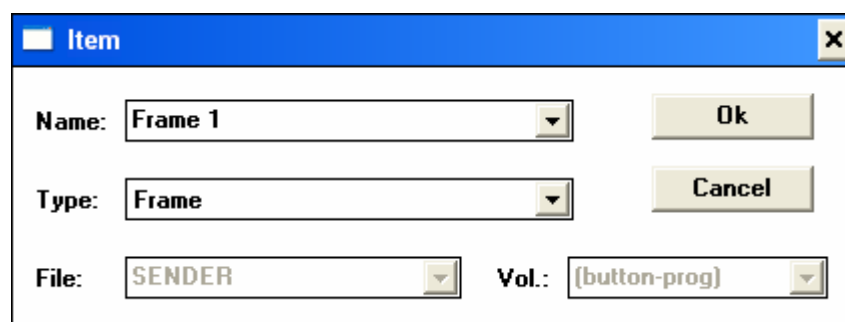 Item
Name: Frame 1 Ok
Type: Frame Cancel
File: SENDER Vol.: (button-prog)